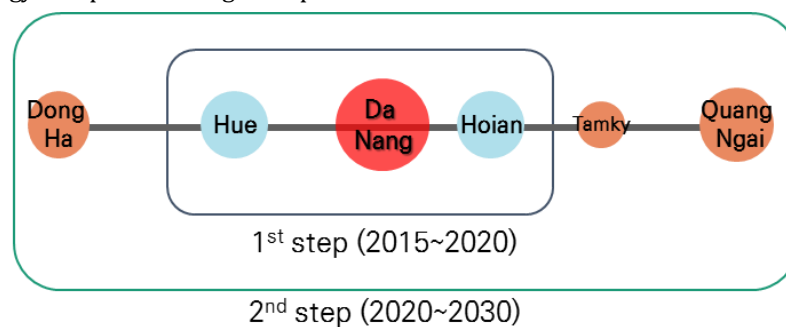 Dong
Ha
Hue
Da
Nang
Hoian
Tamky
Quang
Ngai
1st step (2015~2020)
2nd step (2020~2030)